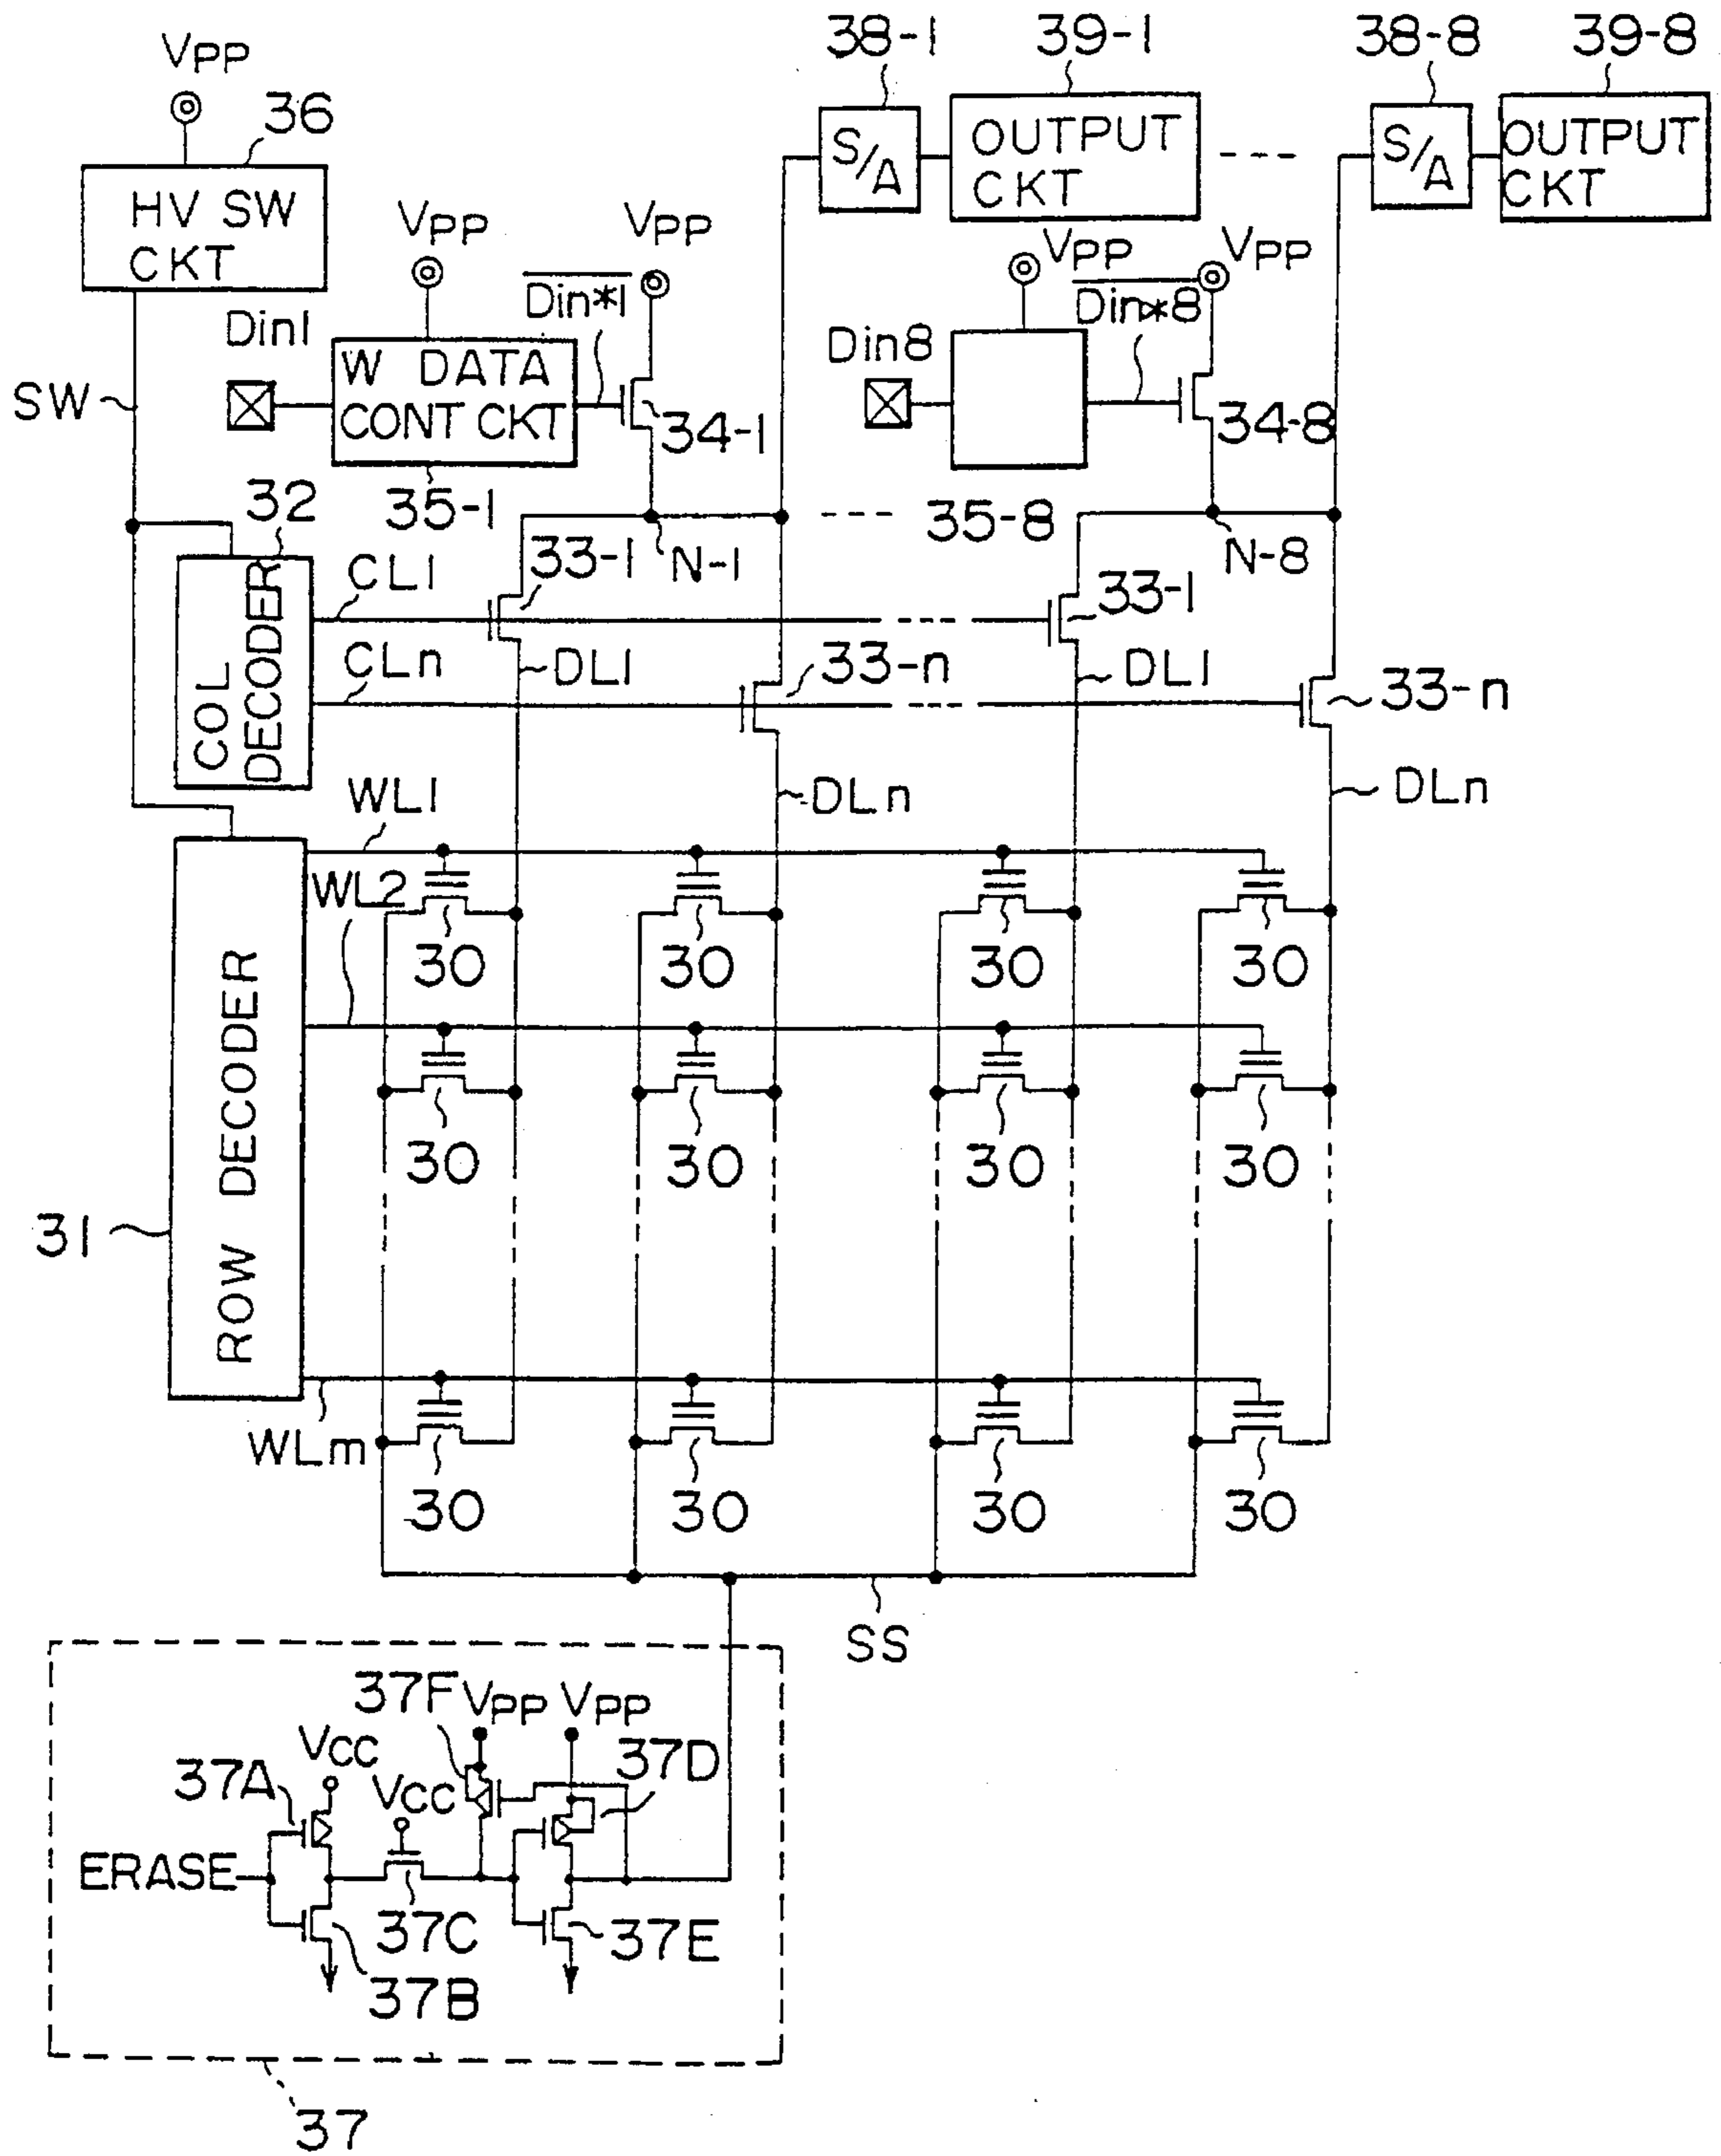 38-1
39-1
38-8
39-8
VPP
36
S/A
OUTPUT
CKT
----
S/A
OUTPUT
CKT
HV SW
CKT
VPP
VPP
VPP
VPP
Din1
Din*1
Din8
Din*8
SW
W DATA
CONT CKT
34-1
34-8
32
35-1
---- 35-8
33-1
N-1
N-8
COL
DECODER
CL1
33-1
CLn
DL1
33-n
DL1
33-n
WL1
DLn
DLn
WL2
30
30
30
30
ROW DECODER
30
30
30
30
31
WLm
30
30
30
30
SS
37F
VPP
VPP
VCC
37D
37A
VCC
ERASE
37C
37E
37B
37